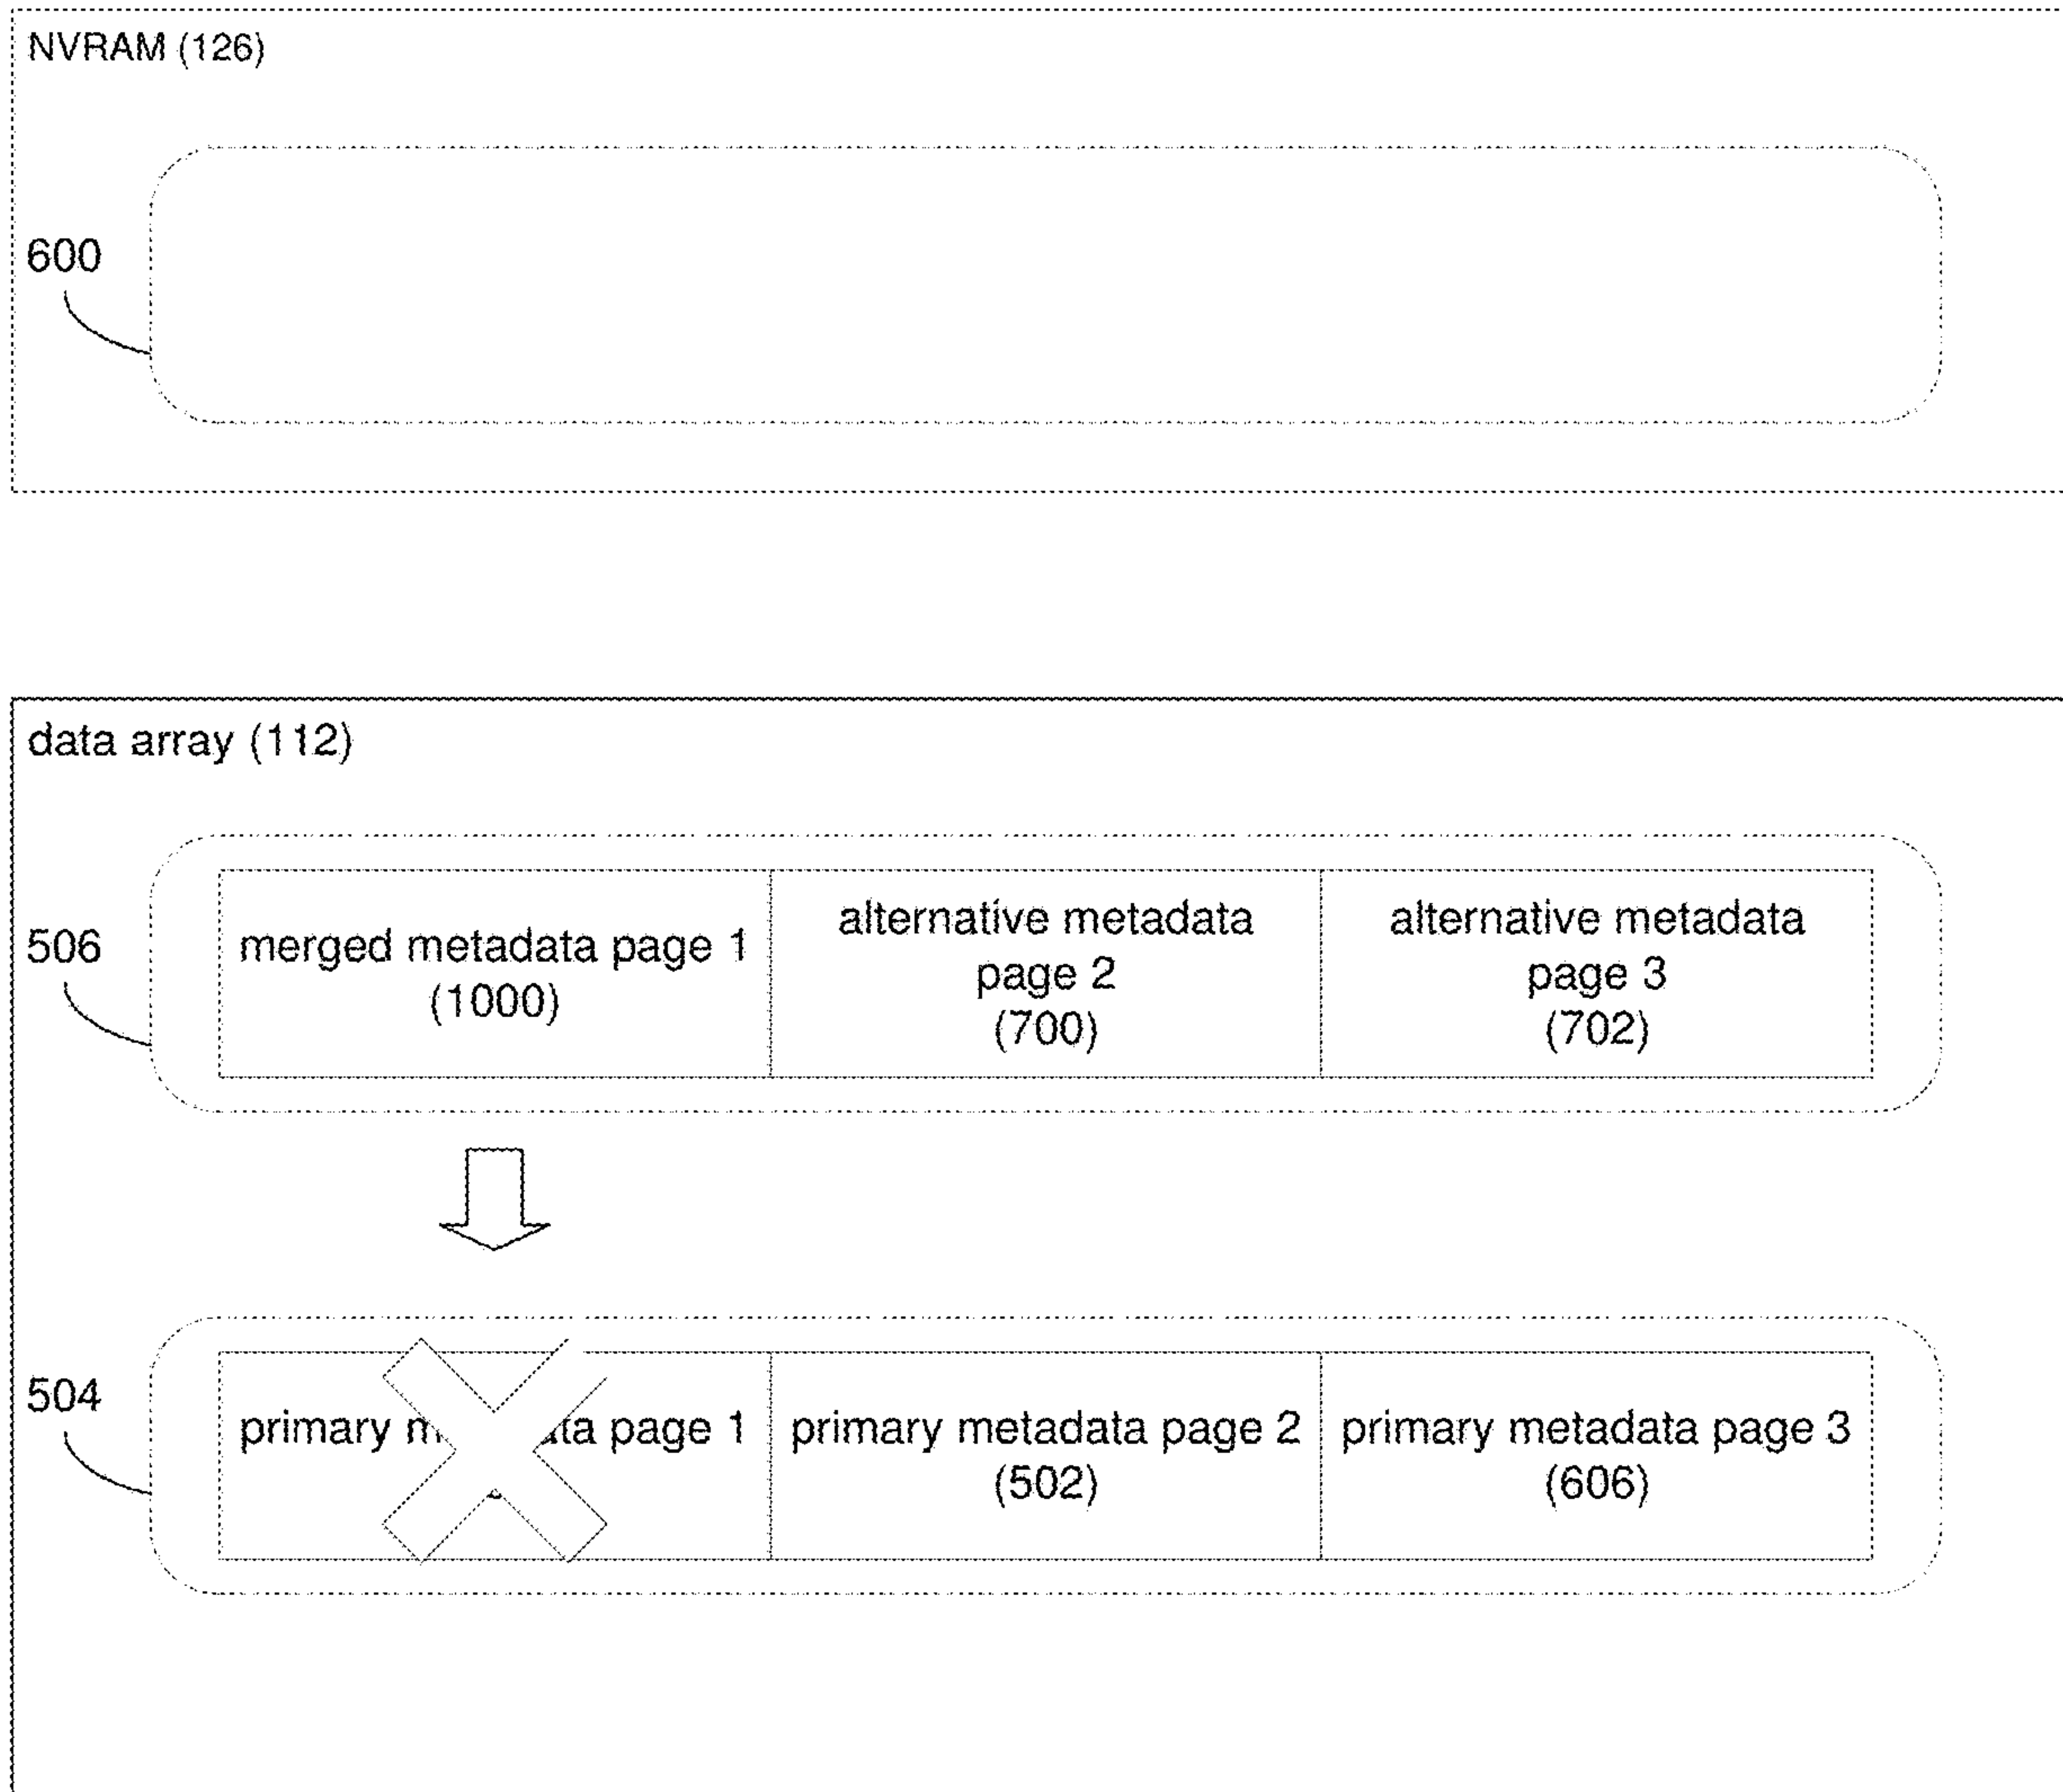 NVRAM (126)
600
data array (112)
506
merged metadata page 1
(1000)
alternative metadata
page 2
(700)
alternative metadata
page 3
(702)
504
primary page 1
primary metadata page 2
(502)
primary metadata page 3
(606)